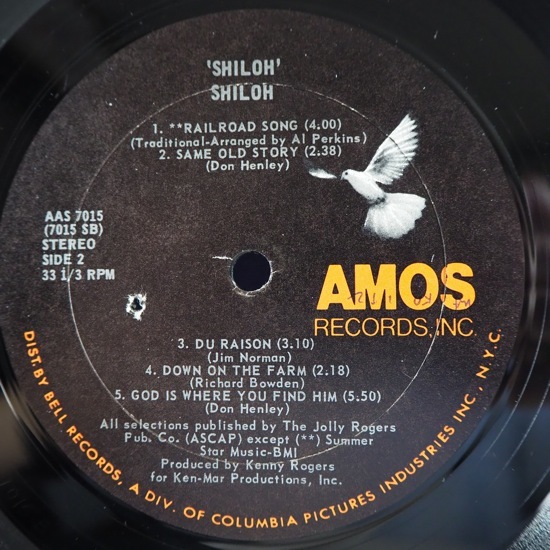 'SHILOH'
SHILOH
1. **RAILROAD SONG (4.00)
(Traditional-Arranged by Al Perkins)
2. SAME OLD STORY (2.38)
(Don Henley)
AAS 7015
(7015 SB)
STEREO
SIDE 2
33 1/3 RPM
AMOS
RECORDS, INC.
3. DU RAISON (3.10)
(Jim Norman)
4. DOWN ON THE FARM (2.18)
(Richard Bowden)
5. GOD IS WHERE YOU FIND HIM (5.50)
(Don Henley)
All selections published by The Jolly Rogers
Pub. Co. (ASCAP) except (**) Summer
Star Music-BMI
Produced by Kenny Rogers
for Ken-Mar Productions, Inc.
DIST. BY BELL RECORDS, A DIV. OF COLUMBIA PICTURES INDUSTRIES INC., N.Y.C.